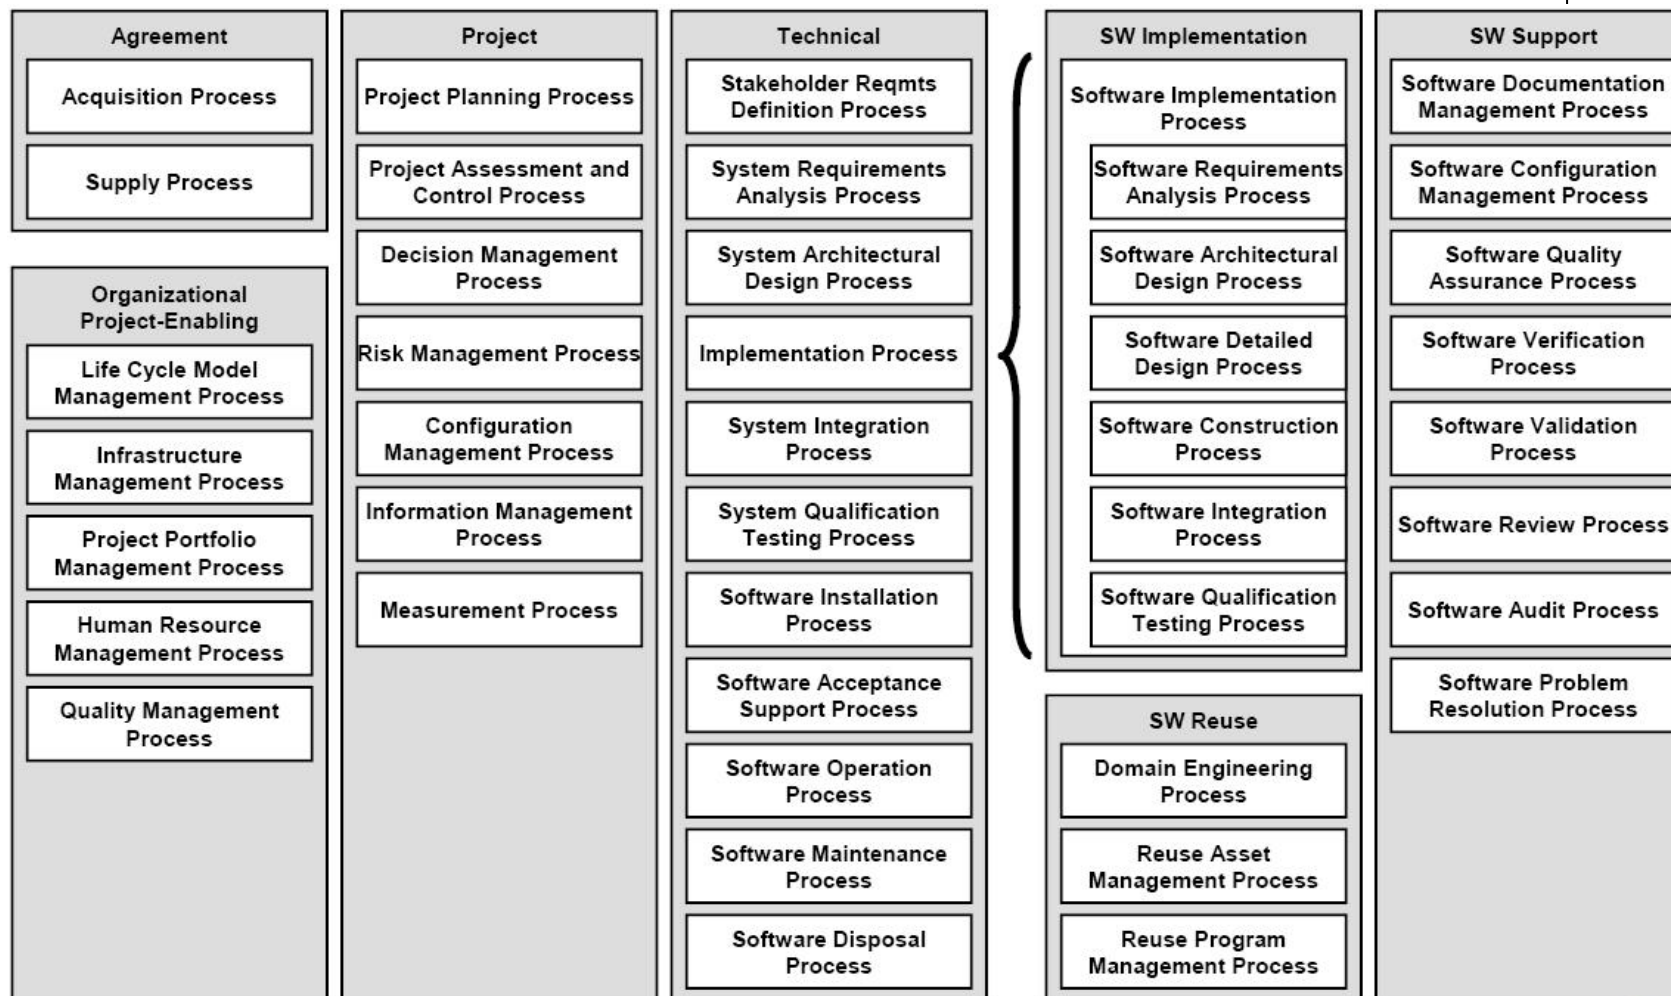 Agreement
Acquisition Process
Supply Process
Organizational
Project-Enabling
Life Cycle Model
Management Process
Infrastructure
Management Process
Project Portfolio
Management Process
Human Resource
Management Process
Quality Management
Process
Project
Project Planning Process
Project Assessment and
Control Process
Decision Management
Process
Risk Management Process
Configuration
Management Process
Information Management
Process
Measurement Process
Technical
Stakeholder Reqmts
Definition Process
System Requirements
Analysis Process
System Architectural
Design Process
Implementation Process
System Integration
Process
System Qualification
Testing Process
Software Installation
Process
Software Acceptance
Support Process
Software Operation
Process
Software Maintenance
Process
Software Disposal
Process
SW Implementation
Software Implementation
Process
Software Requirements
Analysis Process
Software Architectural
Design Process
Software Detailed
Design Process
Software Construction
Process
Software Integration
Process
Software Qualification
Testing Process
SW Reuse
Domain Engineering
Process
Reuse Asset
Management Process
Reuse Program
Management Process
SW Support
Software Documentation
Management Process
Software Configuration
Management Process
Software Quality
Assurance Process
Software Verification
Process
Software Validation
Process
Software Review Process
Software Audit Process
Software Problem
Resolution Process